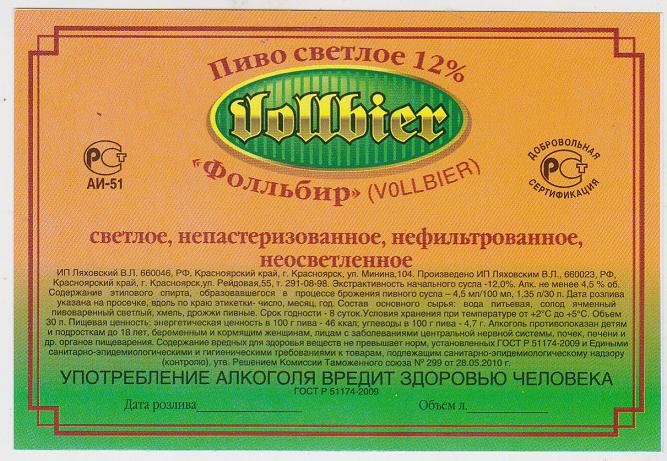 Пиво светлое 12%
Vollbier
«Фолльбир» (VOLLBIER)
РСТ
АИ-51
ДОБРОВОЛЬНАЯ
РСТ
СЕРТИФИКАЦИЯ
светлое, непастеризованное, нефильтрованное,
неосветленное
ИП Ляховский В.Л. 660046, РФ, Красноярский край, г. Красноярск, ул. Минина,104. Произведено ИП Ляховским В.Л., 660023, РФ,
Красноярский край, г. Красноярск,ул. Рейдовая,55, т. 291-08-98. Экстрактивность начального сусла -12,0%. Алк. не менее 4,5 % об.
Содержание этилового спирта, образовавшегося в процессе брожения пивного сусла – 4,5 мл/100 мл, 1,35 л/30 л. Дата розлива
указана на просечке, вдоль по краю этикетки- число, месяц, год. Состав основного сырья: вода питьевая, солод ячменный
пивоваренный светлый, хмель, дрожжи пивные. Срок годности - 8 суток.Условия хранения при температуре от +2°С до +5°С. Объем
30 л. Пищевая ценность: энергетическая ценность в 100 г пива - 46 ккал; углеводы в 100 г пива - 4,7 г. Алкоголь противопоказан детям
и подросткам до 18 лет, беременным и кормящим женщинам, лицам с заболеваниями центральной нервной системы, почек, печени и
др. органов пищеварения. Содержание вредных для здоровья веществ не превышает норм, установленных ГОСТ Р 51174-2009 и Едиными
санитарно-эпидемиологическими и гигиеническими требованиями к товарам, подлежащим санитарно-эпидемиологическому надзору
(контролю), утв. Решением Комиссии Таможенного союза № 299 от 28.05.2010 г.
УПОТРЕБЛЕНИЕ АЛКОГОЛЯ ВРЕДИТ ЗДОРОВЬЮ ЧЕЛОВЕКА
ГОСТ Р 51174-2009
Дата розлива____________ Объем л.____________